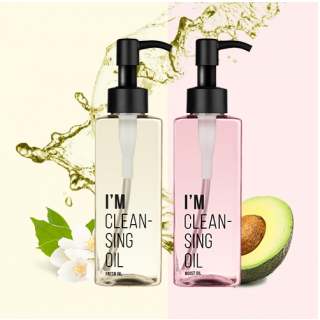 I'M
CLEAN-
SING
OIL
FRESH OIL
I'M
CLEAN-
SING
OIL
MOIST OIL